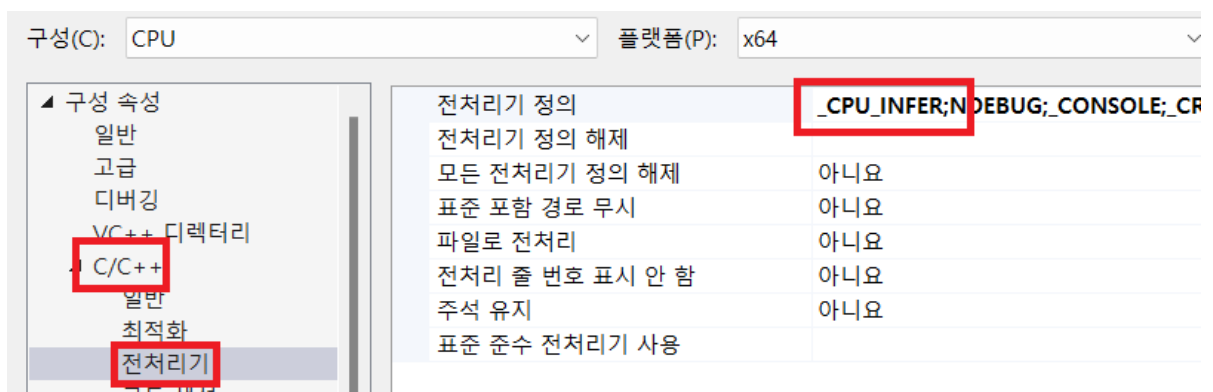 구성(C): CPU 플랫폼(P): x64
구성 속성
일반
고급
디버깅
VC++ 디렉터리
C/C++
일반
최적화
전처리기
전처리기 정의 _CPU_INFER;NDEBUG;_CONSOLE;_CR
전처리기 정의 해제
모든 전처리기 정의 해제 아니요
표준 포함 경로 무시 아니요
파일로 전처리 아니요
전처리 줄 번호 표시 안 함 아니요
주석 유지 아니요
표준 준수 전처리기 사용